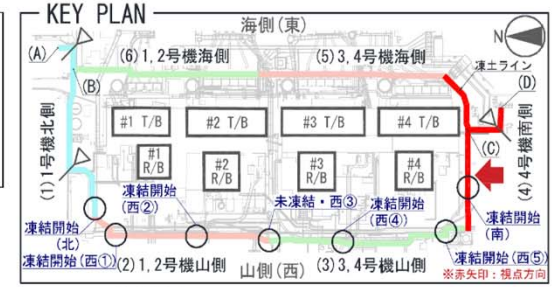 KEY PLAN
海側(東)
N
(A)
(6)1,2号機海側
(5)3,4号機海側
凍土ライン
(B)
(D)
#1 T/B
#2 T/B
#3 T/B
#4 T/B
(C)
(1)1号機北側
#1
R/B
#2
R/B
#3
R/B
#4
R/B
(4)4号機南側
凍結開始
(西②)
未凍結・西③
凍結開始
(西④)
凍結開始
(北)
凍結開始
(南)
凍結開始(西①)
(2)1,2号機山側
山側(西)
(3)3,4号機山側
凍結開始(西⑤)
※赤矢印：視点方向